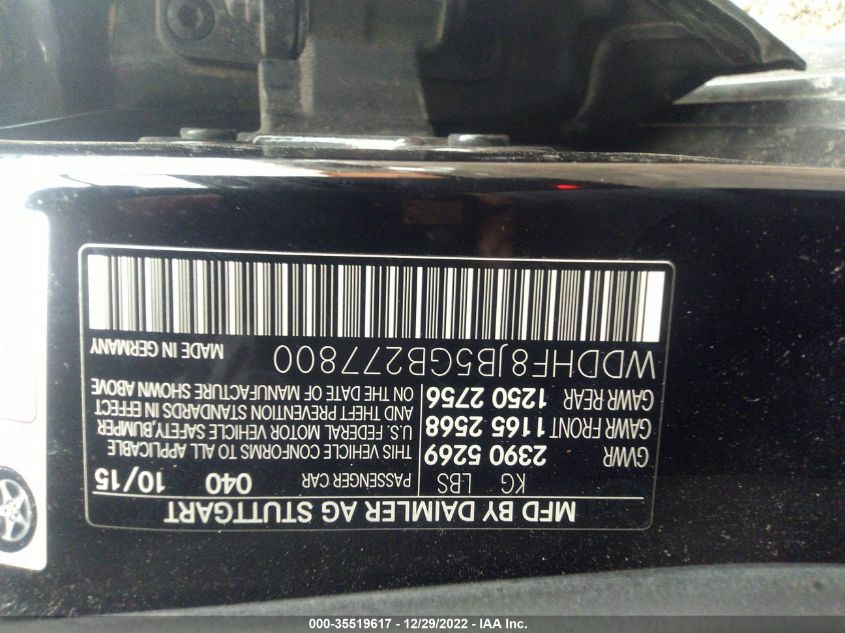 MFD BY DAIMLER AG STUTTGART
KG LBS PASSENGER CAR 040 10/15
GVWR 2390 5269
GAWR FRONT 1165 2568
GAWR REAR 1250 2756
THIS VEHICLE CONFORMS TO ALL APPLICABLE
U.S. FEDERAL MOTOR VEHICLE SAFETY,BUMPER
AND THEFT PREVENTION STANDARDS IN EFFECT
ON THE DATE OF MANUFACTURE SHOWN ABOVE
WDDHF8JB5GB277800 MADE IN GERMANY
000-35519617 - 12/29/2022 - IAA Inc.